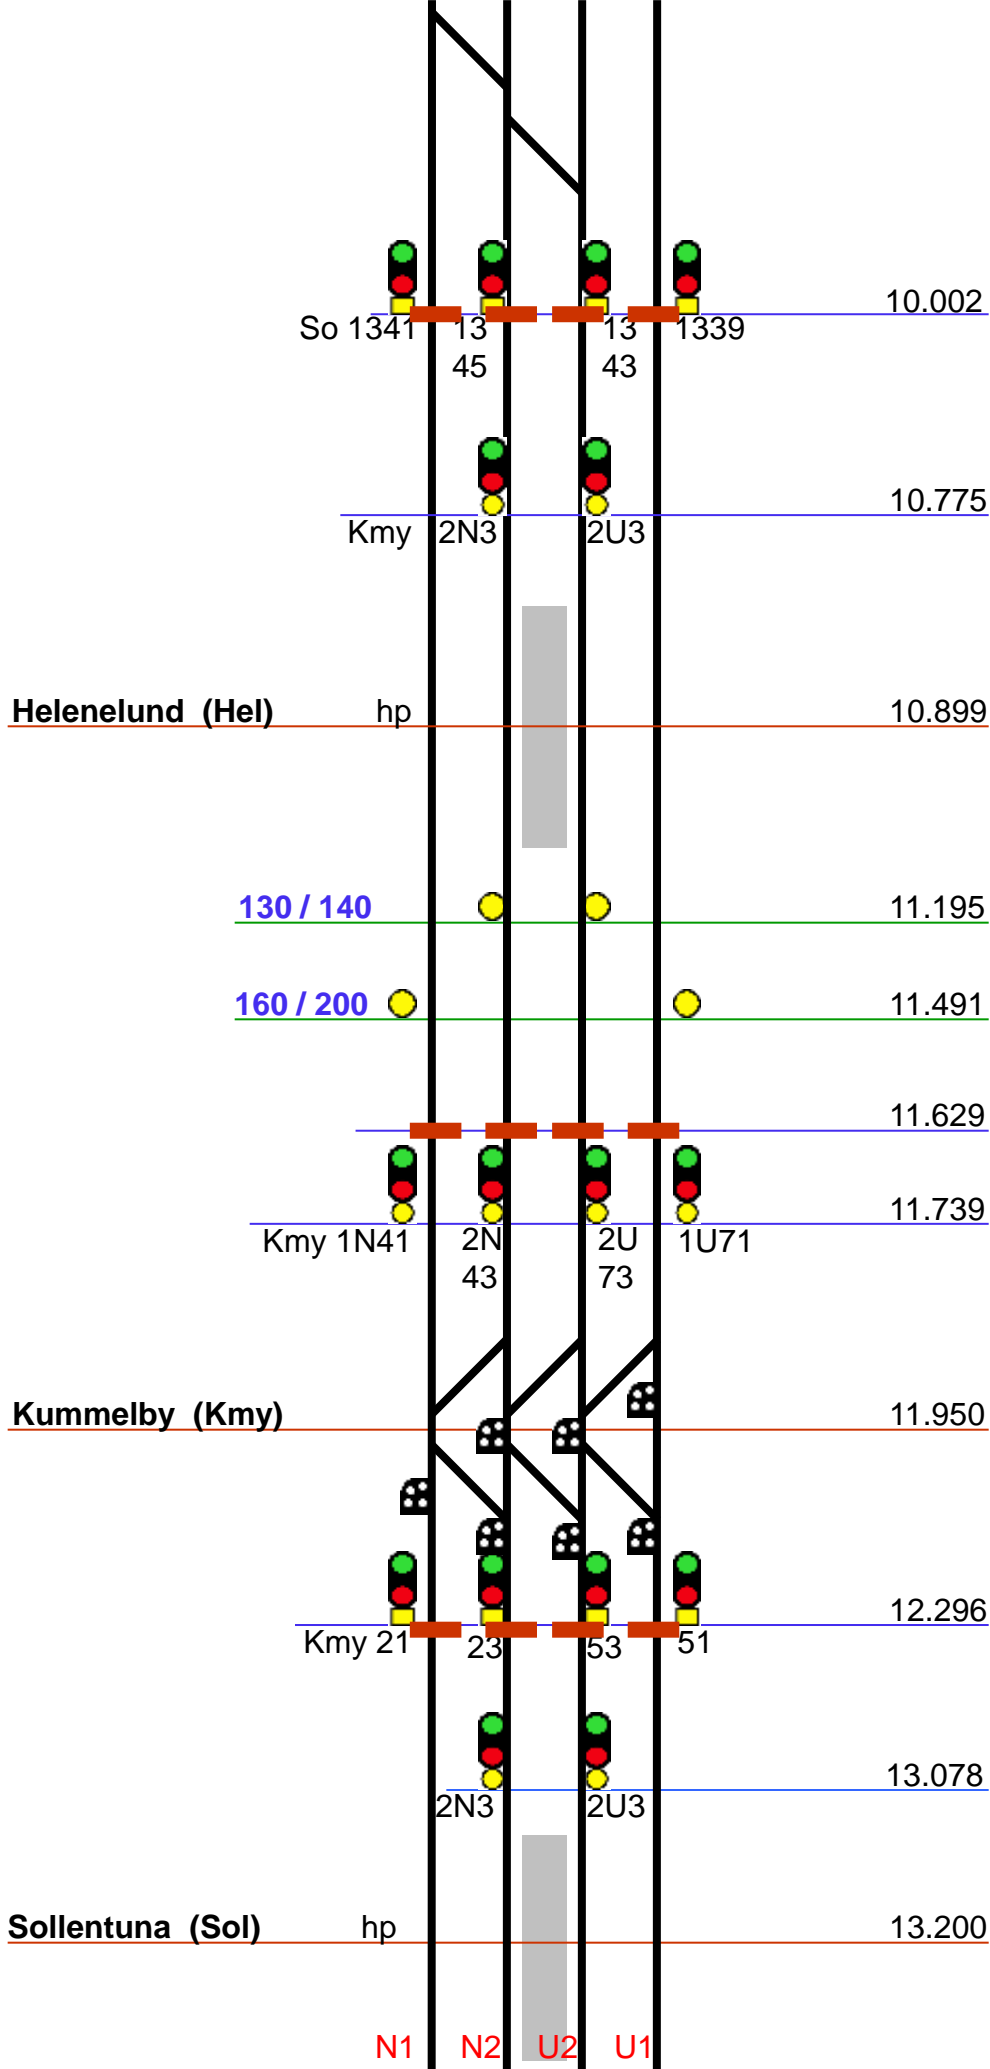 10.002
So 1341 13 13 1339
45 43
10.775
Kmy 2N3 2U3
Helenelund (Hel) hp 10.899
130 / 140 11.195
160 / 200 11.491
11.629
11.739
Kmy 1N41 2N 2U 1U71
43 73
Kummelby (Kmy) 11.950
12.296
Kmy 21 23 53 51
13.078
2N3 2U3
Sollentuna (Sol) hp 13.200
N1 N2 U2 U1